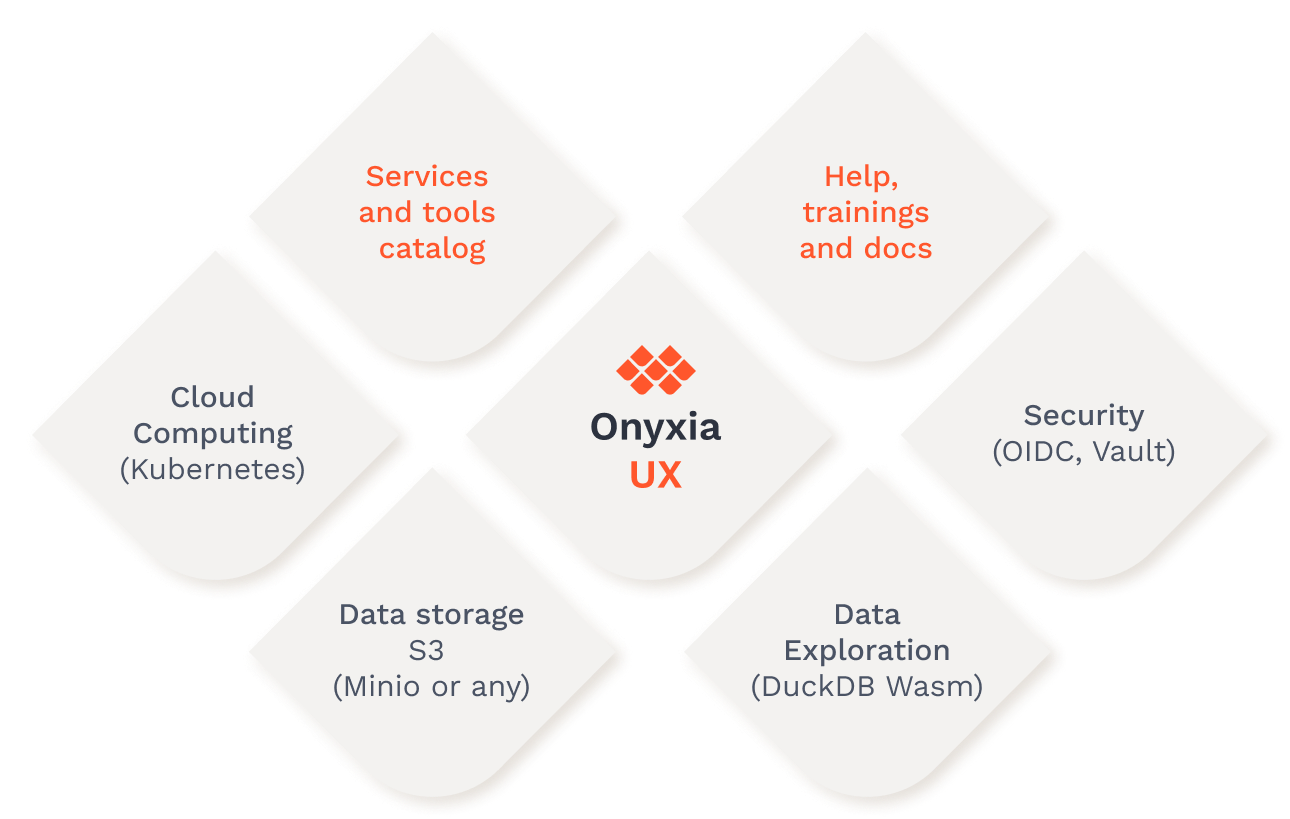 Services
and tools
catalog
Help,
trainings
and docs
Cloud
Computing
(Kubernetes)
Onyxia
UX
Security
(OIDC, Vault)
Data storage
S3
(Minio or any)
Data
Exploration
(DuckDB Wasm)